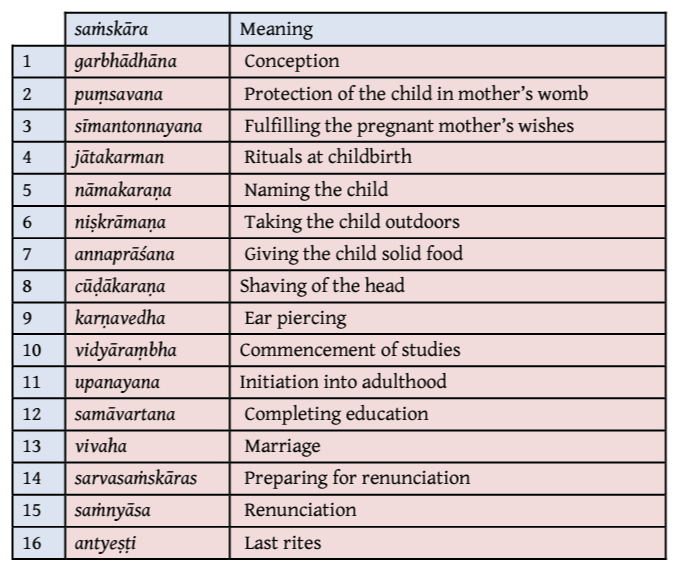 saṁskāra Meaning
1 garbhādhāna Conception
2 puṃsavana Protection of the child in mother’s womb
3 sīmantonnayana Fulfilling the pregnant mother’s wishes
4 jātakarman Rituals at childbirth
5 nāmakaraṇa Naming the child
6 niṣkrāmaṇa Taking the child outdoors
7 annaprāśana Giving the child solid food
8 cūḍākaraṇa Shaving of the head
9 karṇavedha Ear piercing
10 vidyāraṃbha Commencement of studies
11 upanayana Initiation into adulthood
12 samāvartana Completing education
13 vivaha Marriage
14 sarvasaṁskāras Preparing for renunciation
15 saṁnyāsa Renunciation
16 antyeṣṭi Last rites